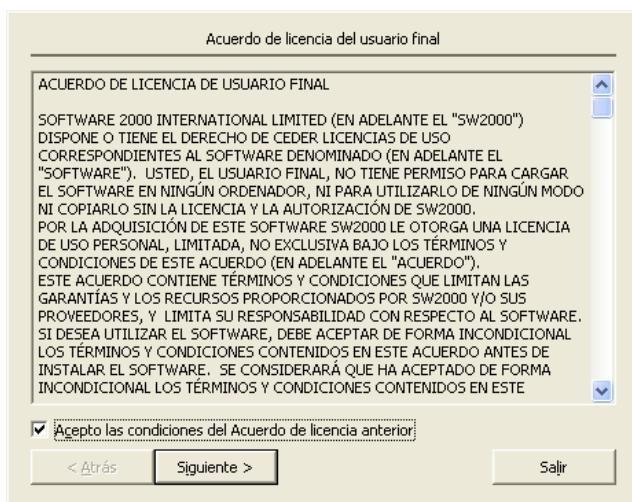 Acuerdo de licencia del usuario final
ACUERDO DE LICENCIA DE USUARIO FINAL
SOFTWARE 2000 INTERNATIONAL LIMITED (EN ADELANTE EL "SW2000")
DISPONE O TIENE EL DERECHO DE CEDER LICENCIAS DE USO
CORRESPONDIENTES AL SOFTWARE DENOMINADO (EN ADELANTE EL
"SOFTWARE").  USTED, EL USUARIO FINAL, NO TIENE PERMISO PARA CARGAR
EL SOFTWARE EN NINGÚN ORDENADOR, NI PARA UTILIZARLO DE NINGÚN MODO
NI COPIARLO SIN LA LICENCIA Y LA AUTORIZACIÓN DE SW2000.
POR LA ADQUISICIÓN DE ESTE SOFTWARE SW2000 LE OTORGA UNA LICENCIA
DE USO PERSONAL, LIMITADA, NO EXCLUSIVA BAJO LOS TÉRMINOS Y
CONDICIONES DE ESTE ACUERDO (EN ADELANTE EL "ACUERDO").
ESTE ACUERDO CONTIENE TÉRMINOS Y CONDICIONES QUE LIMITAN LAS
GARANTÍAS Y LOS RECURSOS PROPORCIONADOS POR SW2000 Y/O SUS
PROVEEDORES, Y  LIMITA SU RESPONSABILIDAD CON RESPECTO AL SOFTWARE.
SI DESEA UTILIZAR EL SOFTWARE, DEBE ACEPTAR DE FORMA INCONDICIONAL
LOS TÉRMINOS Y CONDICIONES CONTENIDOS EN ESTE ACUERDO ANTES DE
INSTALAR EL SOFTWARE.  SE CONSIDERARÁ QUE HA ACEPTADO DE FORMA
INCONDICIONAL LOS TÉRMINOS Y CONDICIONES CONTENIDOS EN ESTE
Acepto las condiciones del Acuerdo de licencia anterior
< Atrás
Siguiente >
Salir